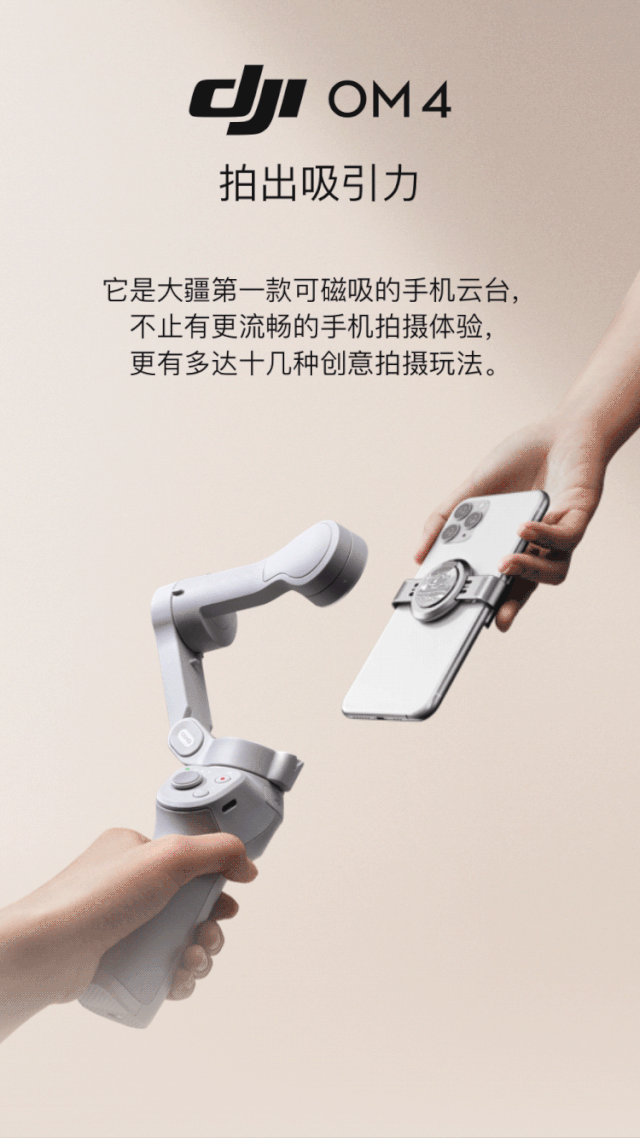 dji OM 4
拍出吸引力
它是大疆第一款可磁吸的手机云台，
不止有更流畅的手机拍摄体验，
更有多达十几种创意拍摄玩法。